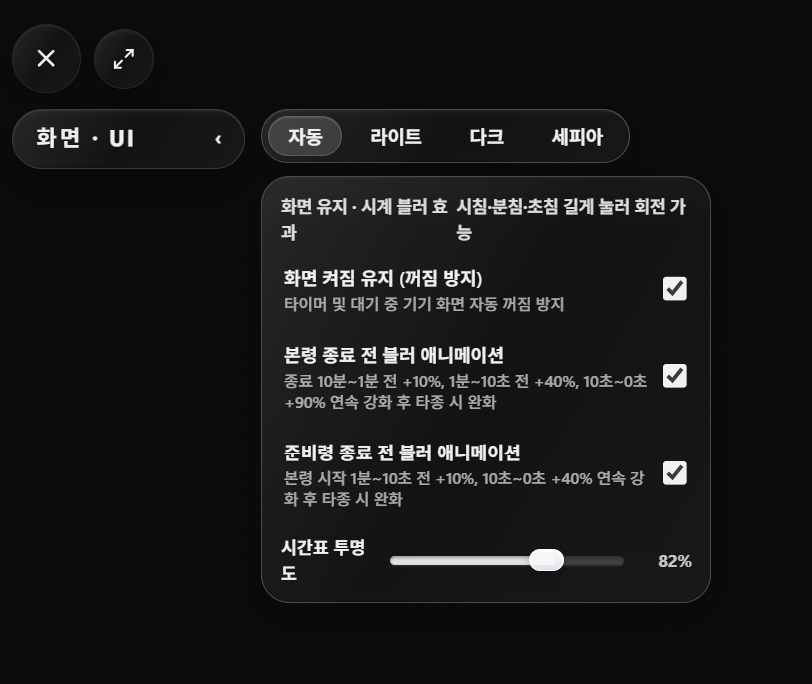 화면 · UI
자동 라이트 다크 세피아
화면 유지 · 시계 블러 효과
시침·분침·초침 길게 눌러 회전 가능
화면 켜짐 유지 (꺼짐 방지)
타이머 및 대기 중 기기 화면 자동 꺼짐 방지
본령 종료 전 블러 애니메이션
종료 10분~1분 전 +10%, 1분~10초 전 +40%, 10초~0초
+90% 연속 강화 후 타종 시 완화
준비령 종료 전 블러 애니메이션
본령 시작 1분~10초 전 +10%, 10초~0초 +40% 연속 강
화 후 타종 시 완화
시간표 투명도
82%